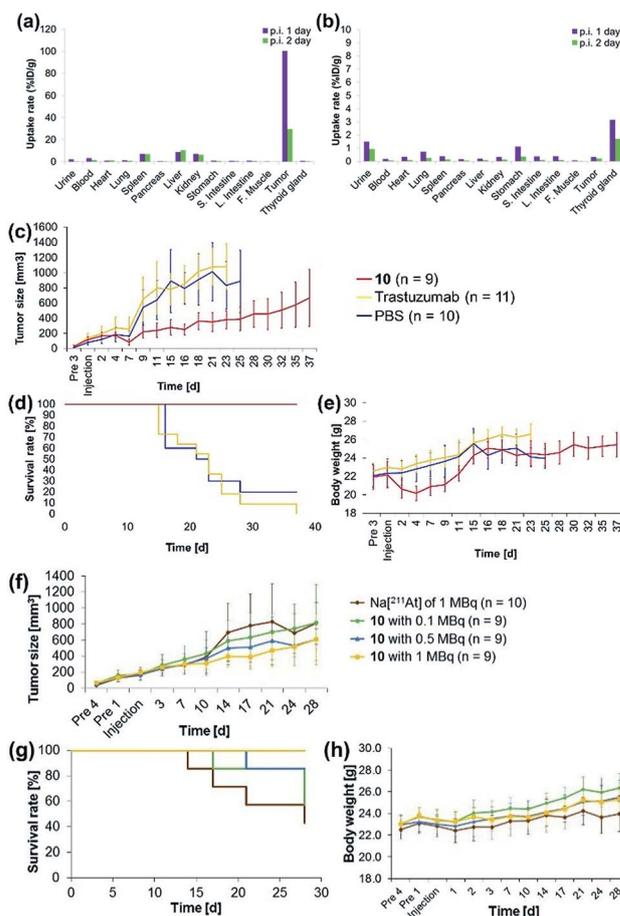 (a)
Uptake rate (%ID/g)
120
100
80
60
40
20
0
p.i. 1 day
p.i. 2 day
Urine
Blood
Heart
Lung
Spleen
Pancreas
Liver
Kidney
Stomach
S. Intestine
L. Intestine
F. Muscle
Tumor
Thyroid gland
(b)
Uptake rate (%ID/g)
10
9
8
7
6
5
4
3
2
1
0
p.i. 1 day
p.i. 2 day
Urine
Blood
Heart
Lung
Spleen
Pancreas
Liver
Kidney
Stomach
S. Intestine
L. Intestine
F. Muscle
Tumor
Thyroid gland
(c)
Tumor size [mm3]
1600
1400
1200
1000
800
600
400
200
0
Pre 3
Injection
2
4
7
9
11
15
16
18
21
23
25
28
30
32
35
37
Time [d]
10 (n = 9)
Trastuzumab (n = 11)
PBS (n = 10)
(d)
Survival rate [%]
100
90
80
70
60
50
40
30
20
10
0
0 10 20 30 40
Time [d]
(e)
Body weight [g]
30
28
26
24
22
20
18
Pre 3
Injection
2
4
7
9
11
15
16
18
21
23
25
28
30
32
35
37
Time [d]
(f)
Tumor size [mm³]
1400
1200
1000
800
600
400
200
0
Pre 4
Pre 1
Injection
3
7
10
14
17
21
24
28
Time [d]
Na[²¹¹At] of 1 MBq (n = 10)
10 with 0.1 MBq (n = 9)
10 with 0.5 MBq (n = 9)
10 with 1 MBq (n = 9)
(g)
Survival rate [%]
100
80
60
40
20
0
0 5 10 15 20 25 30
Time [d]
(h)
Body weight [g]
30.0
28.0
26.0
24.0
22.0
20.0
18.0
Pre 4
Pre 1
Injection
1
2
3
7
10
14
17
21
24
28
Time [d]